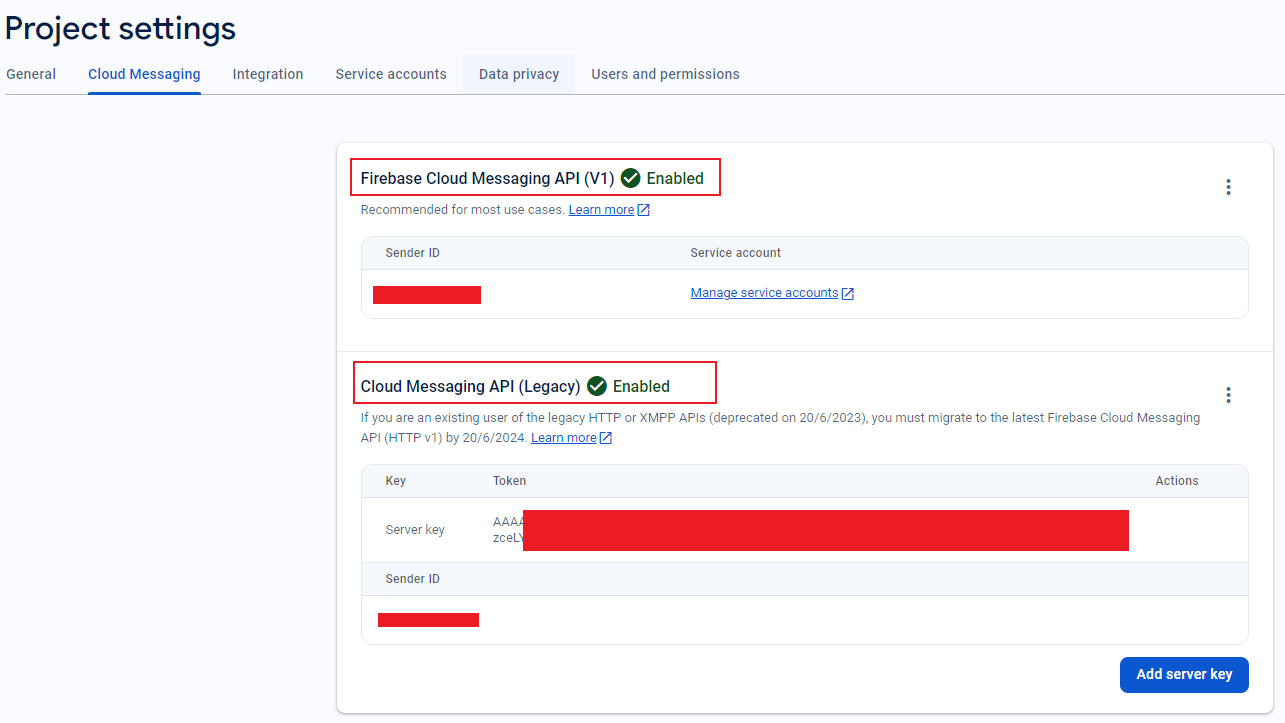 Project settings
General Cloud Messaging Integration Service accounts Data privacy Users and permissions
Firebase Cloud Messaging API (V1) Enabled
Recommended for most use cases. Learn more
Sender ID Service account
Manage service accounts
Cloud Messaging API (Legacy) Enabled
If you are an existing user of the legacy HTTP or XMPP APIs (deprecated on 20/6/2023), you must migrate to the latest Firebase Cloud Messaging
API (HTTP v1) by 20/6/2024. Learn more
Key Token Actions
Server key
AAAA
zceLY
Sender ID
Add server key